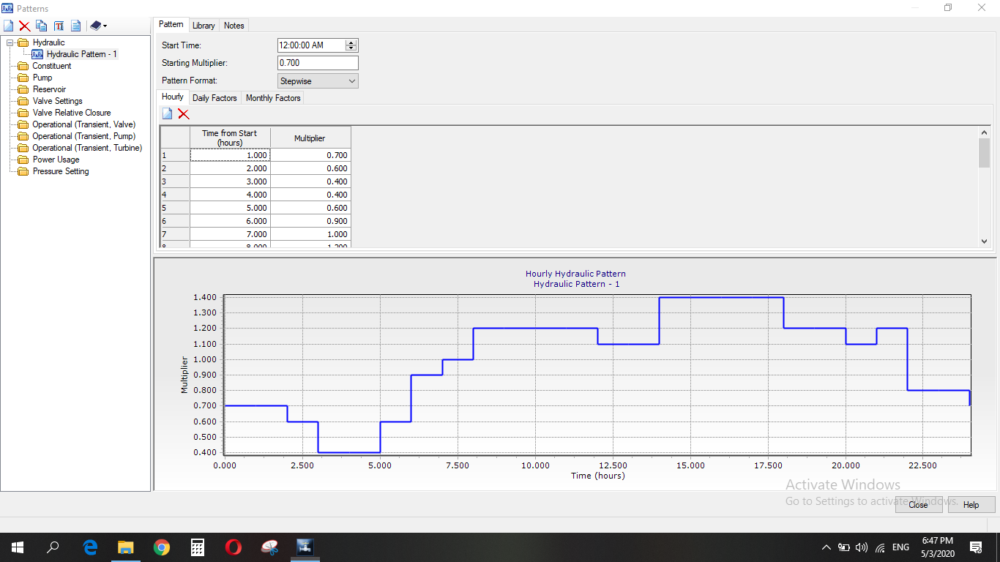 Patterns
Hydraulic
Hydraulic Pattern - 1
Constituent
Pump
Reservoir
Valve Settings
Valve Relative Closure
Operational (Transient, Valve)
Operational (Transient, Pump)
Operational (Transient, Turbine)
Power Usage
Pressure Setting
Pattern Library Notes
Start Time: 12:00:00 AM
Starting Multiplier: 0.700
Pattern Format: Stepwise
Hourly Daily Factors Monthly Factors
Time from Start (hours) Multiplier
1 1.000 0.700
2 2.000 0.600
3 3.000 0.400
4 4.000 0.400
5 5.000 0.600
6 6.000 0.900
7 7.000 1.000
8 8.000 1.200
Hourly Hydraulic Pattern
Hydraulic Pattern - 1
Multiplier
1.400
1.300
1.200
1.100
1.000
0.900
0.800
0.700
0.600
0.500
0.400
0.000 2.500 5.000 7.500 10.000 12.500 15.000 17.500 20.000 22.500
Time (hours)
Activate Windows
Go to Settings to activate Windows.
Close Help
ENG
6:47 PM
5/3/2020